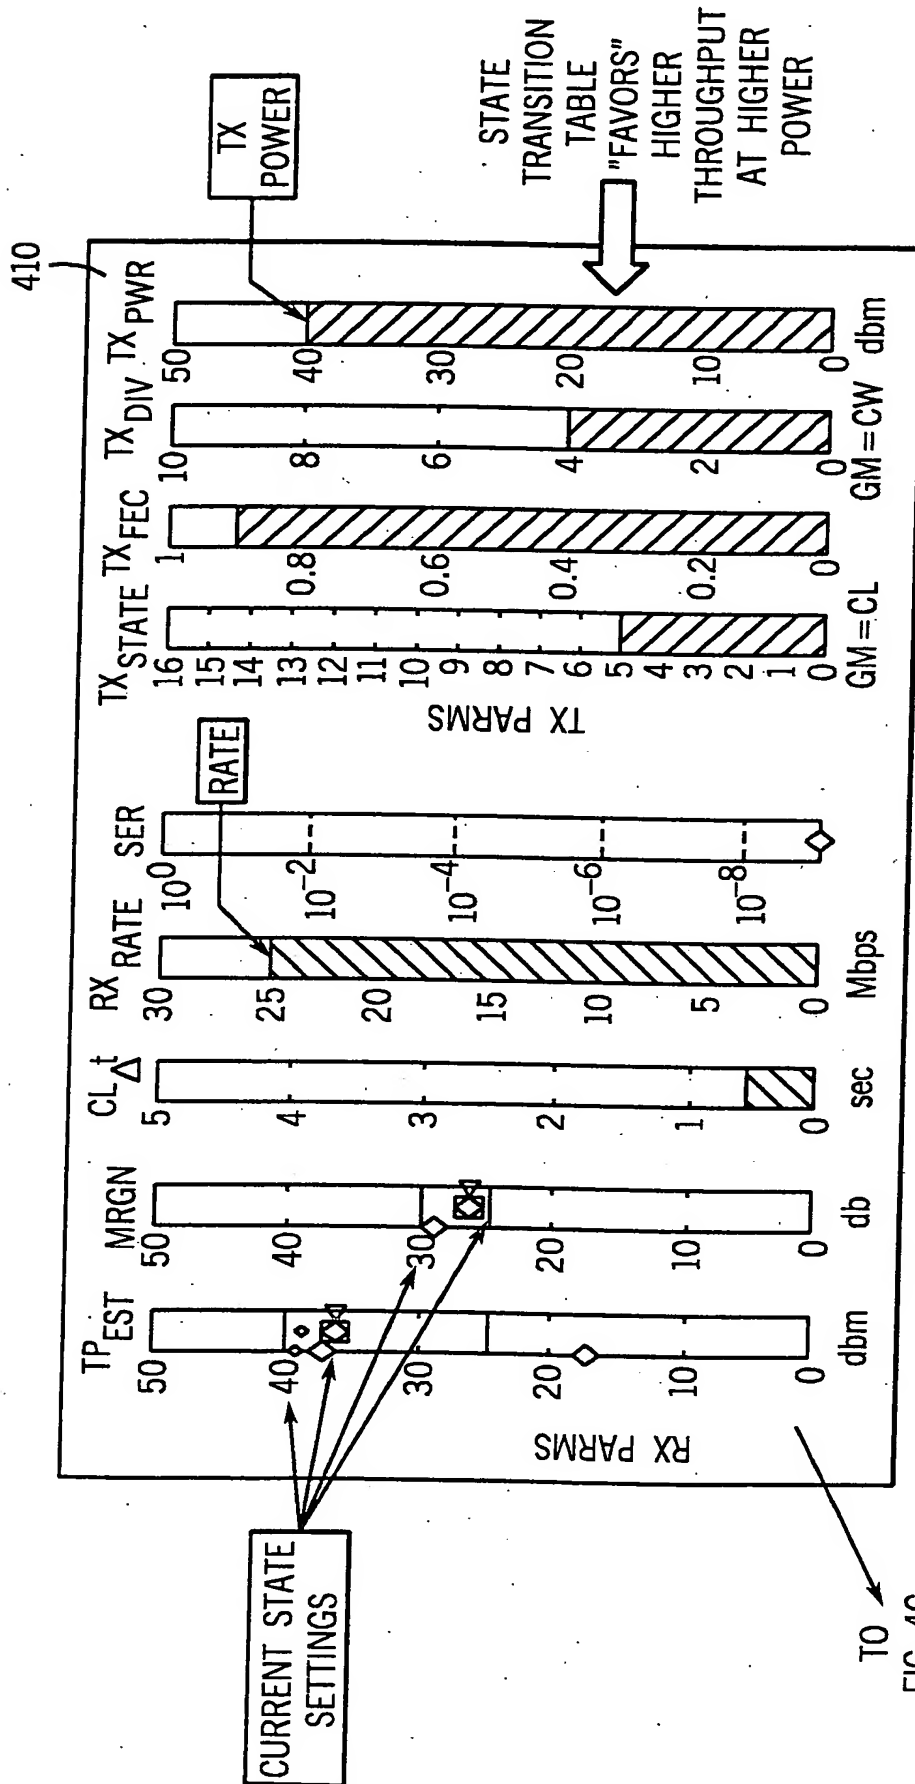 410
TX
POWER
STATE
TRANSITION
TABLE
"FAVORS"
HIGHER
THROUGHPUT
AT HIGHER
POWER
CURRENT STATE
SETTINGS
RX PARMS
TP EST
50
40
30
20
10
0
dbm
MRGN
50
40
30
20
10
0
db
CL Δt
5
4
3
2
1
0
sec
RX RATE
30
25
20
15
10
5
0
Mbps
RATE
SER
10^0
10^-2
10^-4
10^-6
10^-8
TX PARMS
TX STATE
16
15
14
13
12
11
10
9
8
7
6
5
4
3
2
1
0
GM=CL
TX FEC
1
0.8
0.6
0.4
0.2
0
TX DIV
10
8
6
4
2
0
GM=CW
TX PWR
50
40
30
20
10
0
dbm
TO